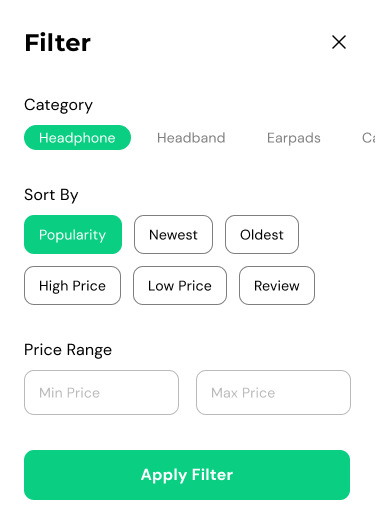 Filter
Category
Headphone Headband Earpads Ca
Sort By
Popularity Newest Oldest
High Price Low Price Review
Price Range
Min Price Max Price
Apply Filter